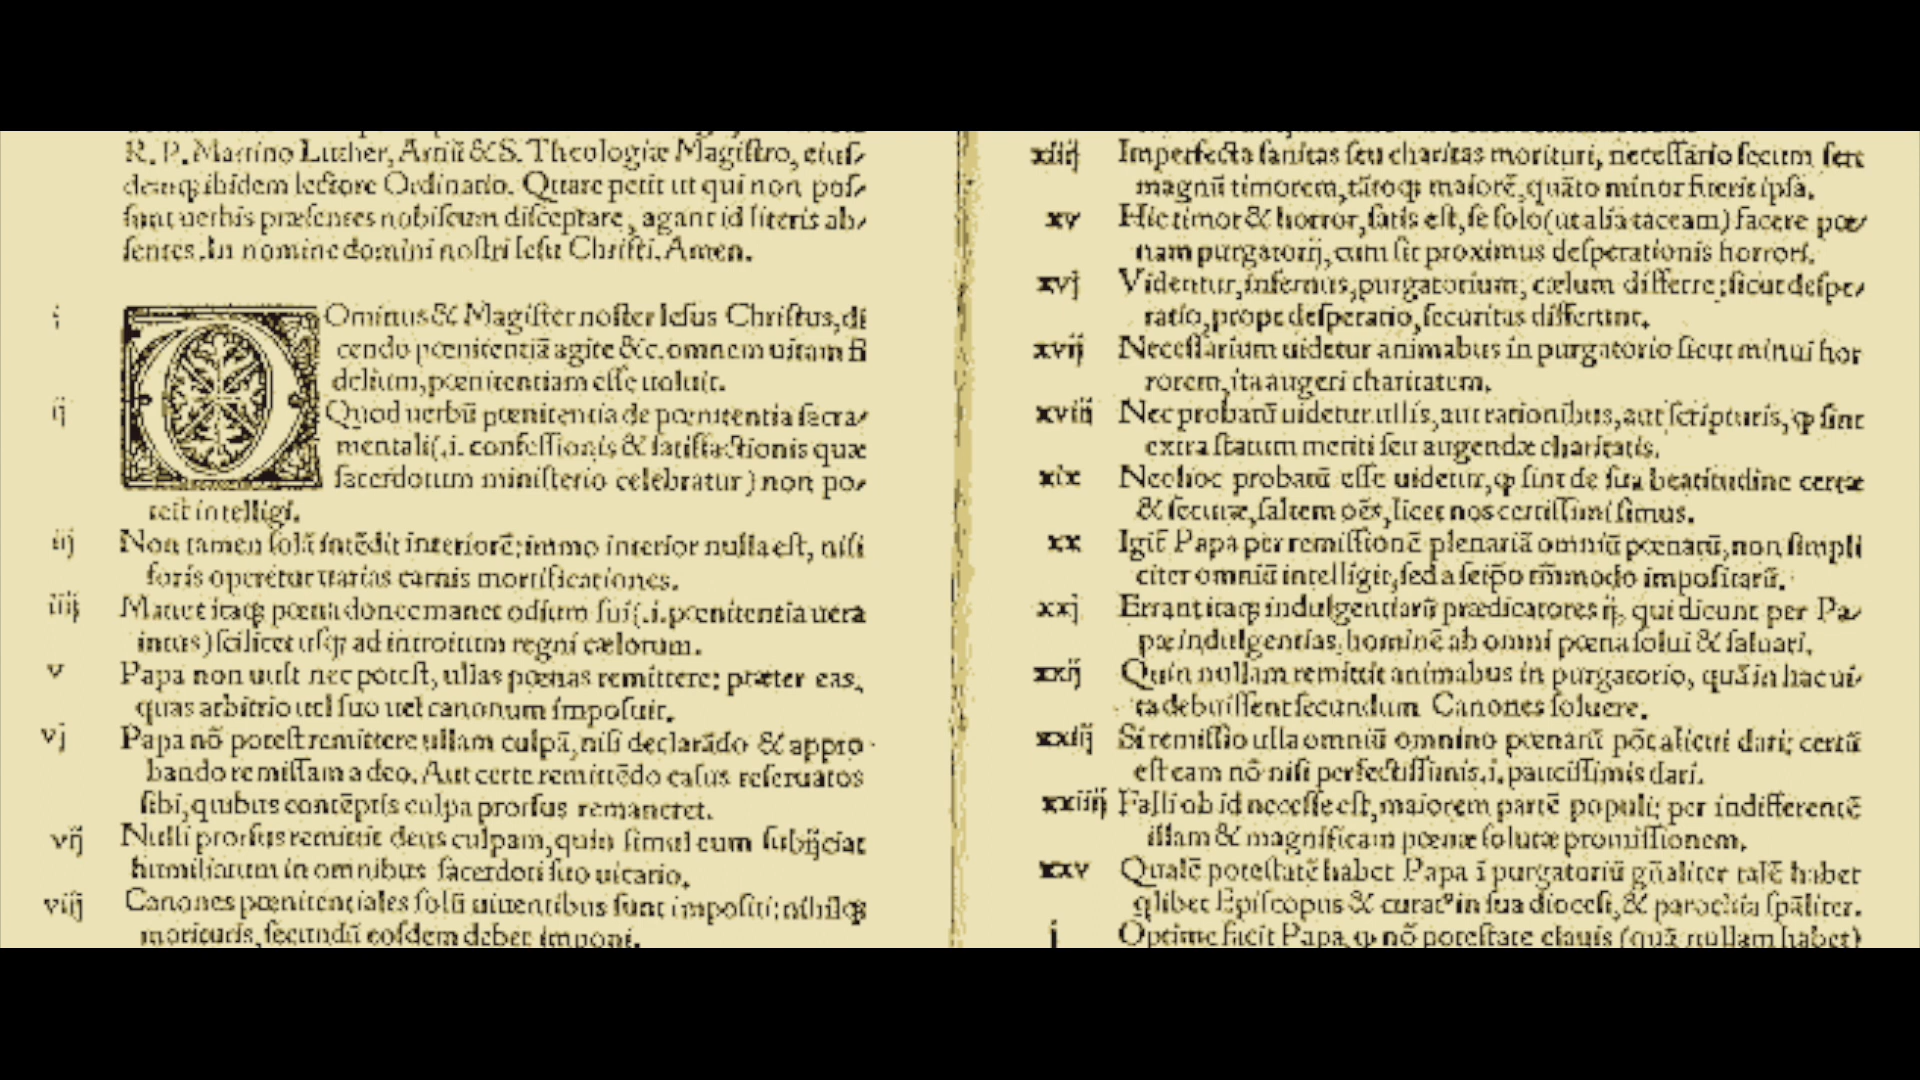 R. P. Martino Luther, Artiū & S. Theologiæ Magiſtro, eiuſ-
demq; ibidem lectore Ordinario. Quare petit ut qui non poſ-
ſunt uerbis præſentes nobiſcum diſceptare, agant id literis ab-
ſentes. In nomine domini noſtri Ieſu Chriſti. Amen.
i
Ominus & Magiſter noſter Ieſus Chriſtus, di
cendo pœnitentiā agite &c. omnem uitam fi
delium, pœnitentiam eſſe uoluit.
ij Quod uerbū pœnitentia de pœnitentia ſacra-
mentali(.i. confeſſionis & ſatiſfactionis quæ
ſacerdotum miniſterio celebratur) non po-
teſt intelligi.
iij Non tamen ſolā intēdit interiorē: immo interior nulla eſt, niſi
foris operetur uarias carnis mortificationes.
iiij Manet itaq; pœna donec manet odium ſui(.i. pœnitentia uera
intus) ſcilicet uſq; ad introitum regni cælorum.
v Papa non uult nec poteſt, ullas pœnas remittere: præter eas,
quas arbitrio uel ſuo uel canonum impoſuit.
vj Papa nō poteſt remittere ullam culpā, niſi declarādo & appro
bando remiſſam a deo. Aut certe remittēdo caſus reſeruatos
ſibi, quibus contēptis culpa prorſus remaneret.
vij Nulli prorſus remittit deus culpam, quin ſimul eum ſubijciat
humiliatum in omnibus ſacerdoti ſuo uicario.
viij Canones pœnitentiales ſolū uiuentibus ſunt impoſiti: nihilq;
morituris, ſecundū eoſdem debet imponi.
xiiij Imperfecta ſanitas ſeu charitas morituri, neceſſario ſecum fert
magnū timorem, tātoq; maiorē, quāto minor fuerit ipſa.
xv Hic timor & horror, ſatis eſt, ſe ſolo (ut alia taceam) facere pœ-
nam purgatorij, cum ſit proximus deſperationis horrori.
xvj Videntur, infernus, purgatorium, cælum differre: ſicut deſpe-
ratio, prope deſperatio, ſecuritas differunt.
xvij Neceſſarium uidetur animabus in purgatorio ſicut minui hor
rorem, ita augeri charitatem.
xviij Nec probatū uidetur ullis, aut rationibus, aut ſcripturis, ꝙ ſint
extra ſtatum meriti ſeu augendæ charitatis.
xix Nec hoc probatū eſſe uidetur, ꝙ ſint de ſua beatitudine certæ
& ſecuræ, ſaltem oēs, licet nos certiſſimi ſimus.
xx Igiť Papa per remiſſionē plenariā omniū pœnarū, non ſimpli
citer omniū intelligit, ſed a ſeipo tm̄modo impoſitarū.
xxj Errant itaq; indulgentiarū prædicatores ij, qui dicunt per Pa-
pæ indulgentias, hominē ab omni pœna ſolui & ſaluari.
xxij Quin nullam remittit animabus in purgatorio, quā in hac ui-
ta debuiſſent ſecundum Canones ſoluere.
xxiij Si remiſſio ulla omniū omnino pœnarū pōt alicui dari: certū
eſt eam nō niſi perfectiſſimis .i. pauciſſimis dari.
xxiiij Falli ob id neceſſe eſt, maiorem partē populi: per indifferentē
illam & magnificam pœnæ ſolutæ promiſſionem.
xxv Qualē poteſtatē habet Papa ī purgatoriū gn̄aliter talē habet
qlibet Epiſcopus & curatꝰ in ſua dioceſi, & parochia ſpāliter.
j Optime facit Papa ꝙ nō poteſtate clauis (quā nullam habet)